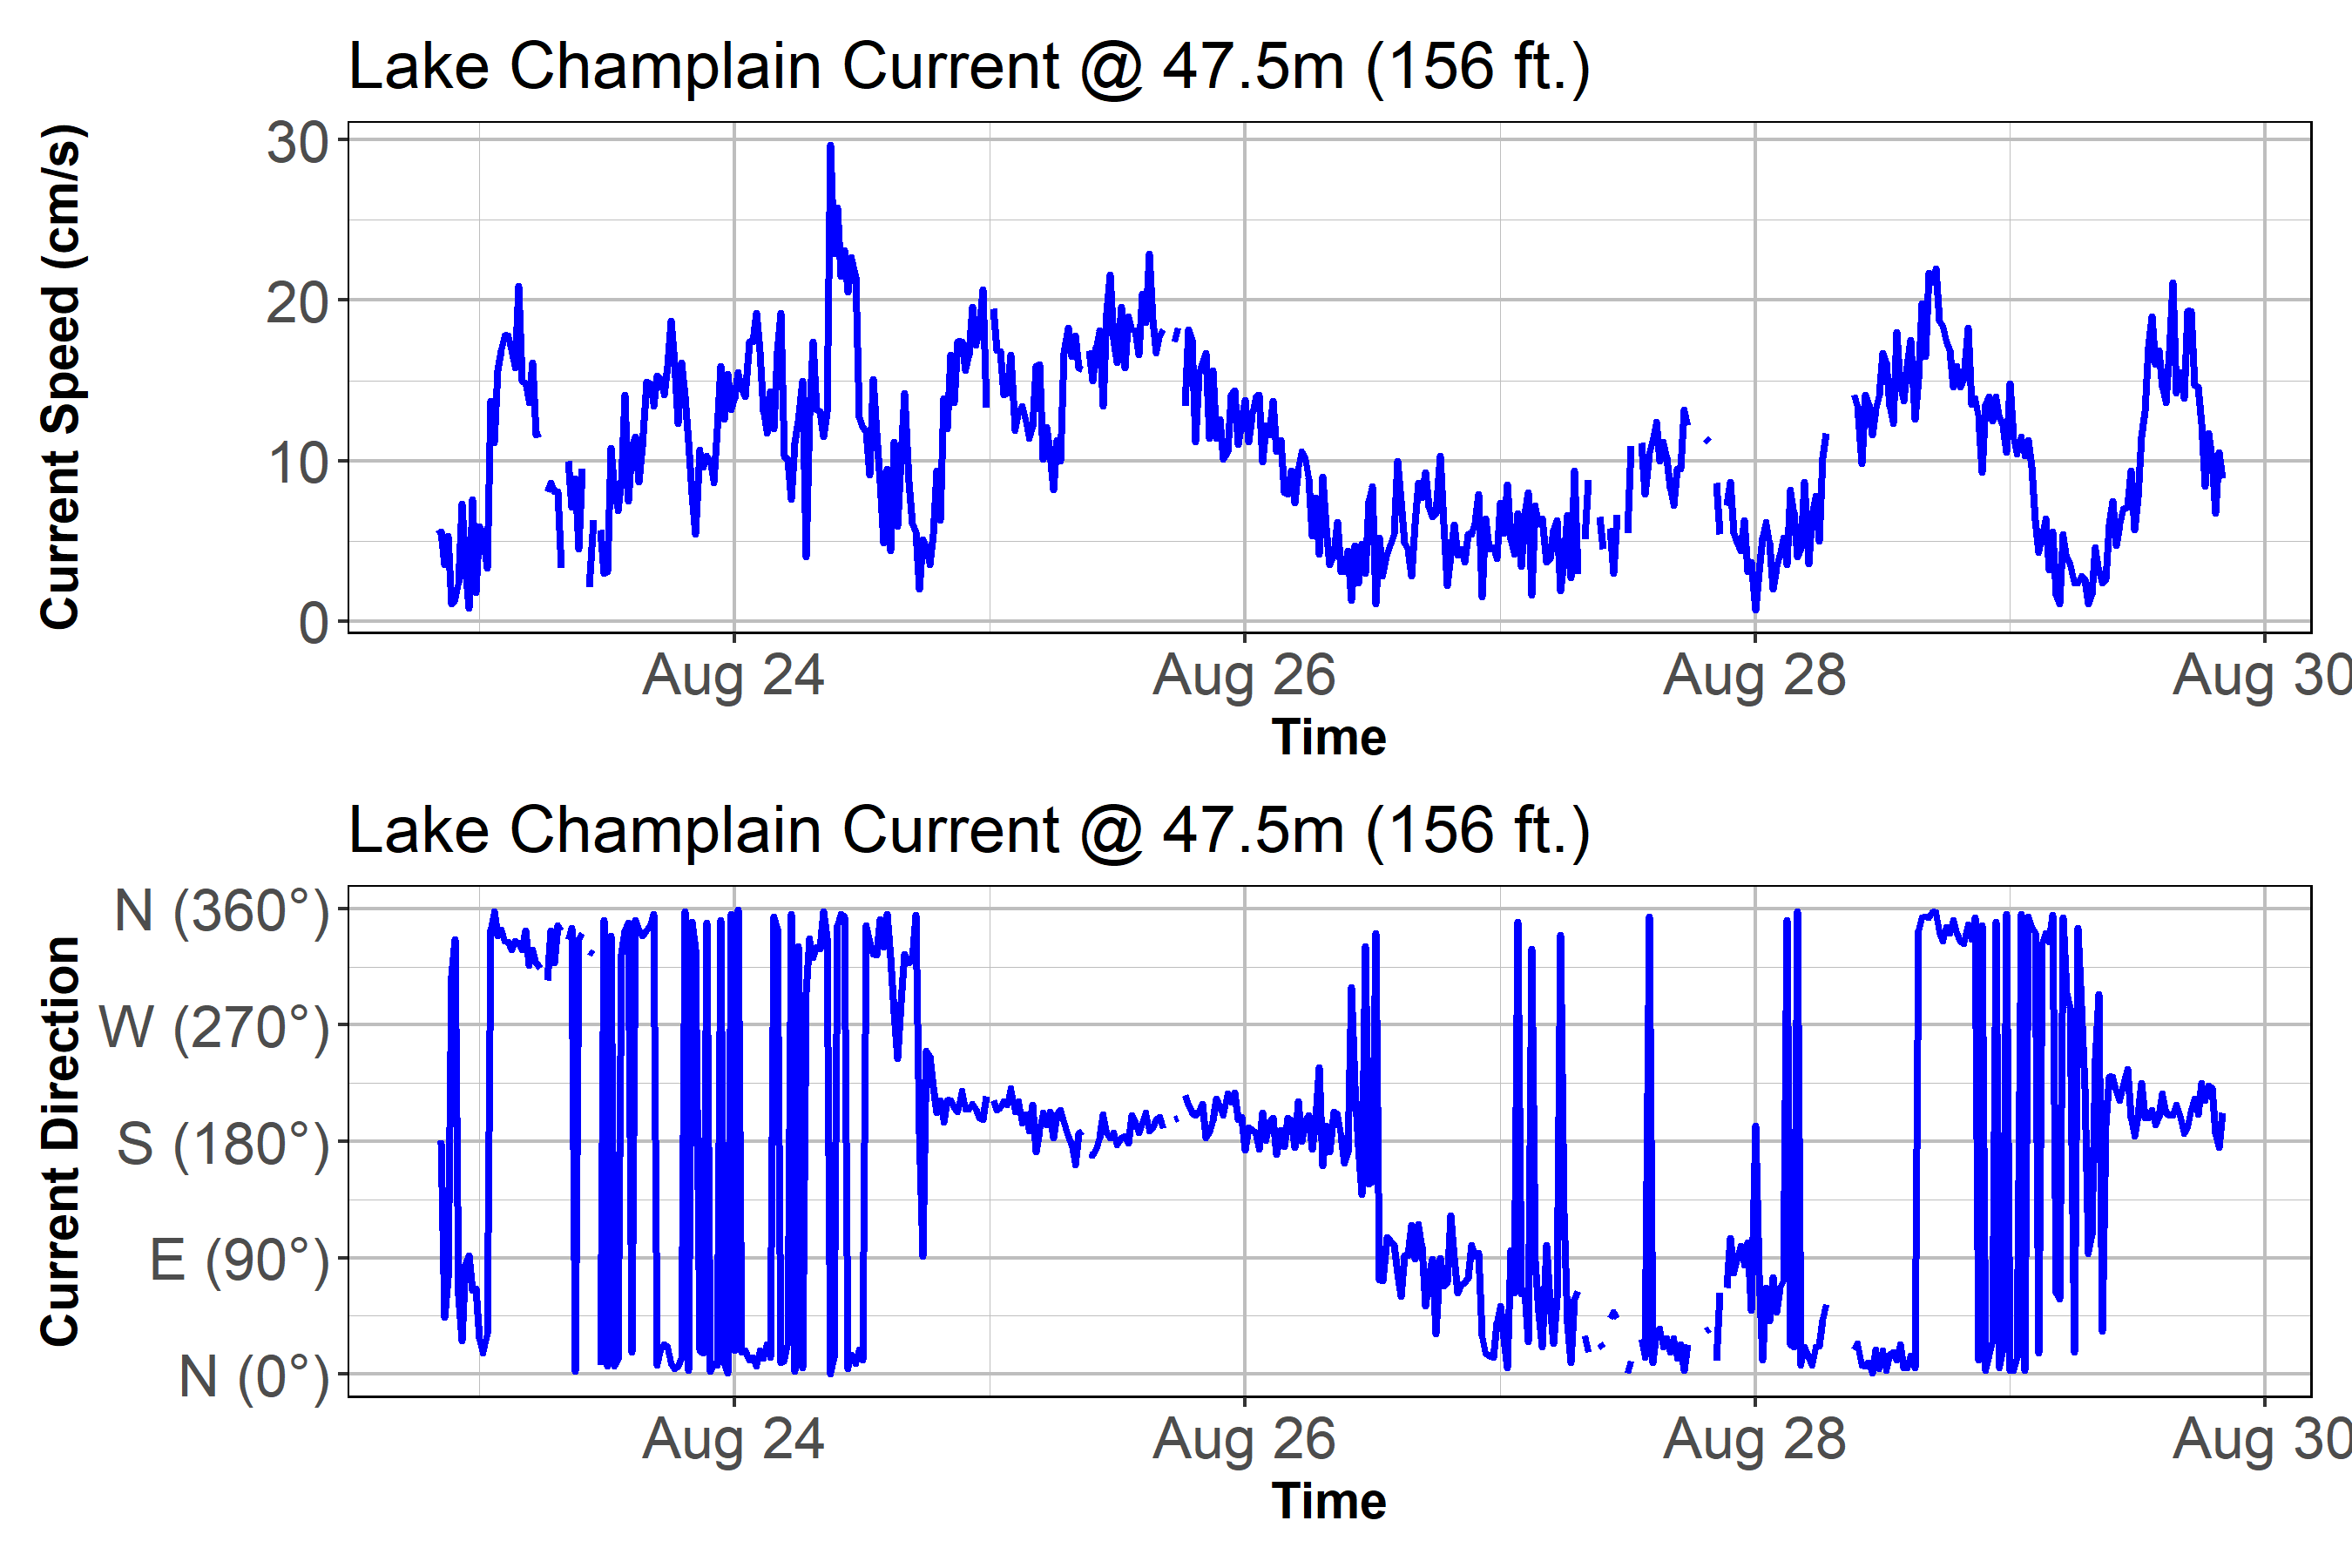 Lake Champlain Current @ 47.5m (156 ft.)
Current Speed (cm/s)
30
20
10
0
Aug 24 Aug 26 Aug 28 Aug 30
Time
Lake Champlain Current @ 47.5m (156 ft.)
Current Direction
N (360°)
W (270°)
S (180°)
E (90°)
N (0°)
Aug 24 Aug 26 Aug 28 Aug 30
Time